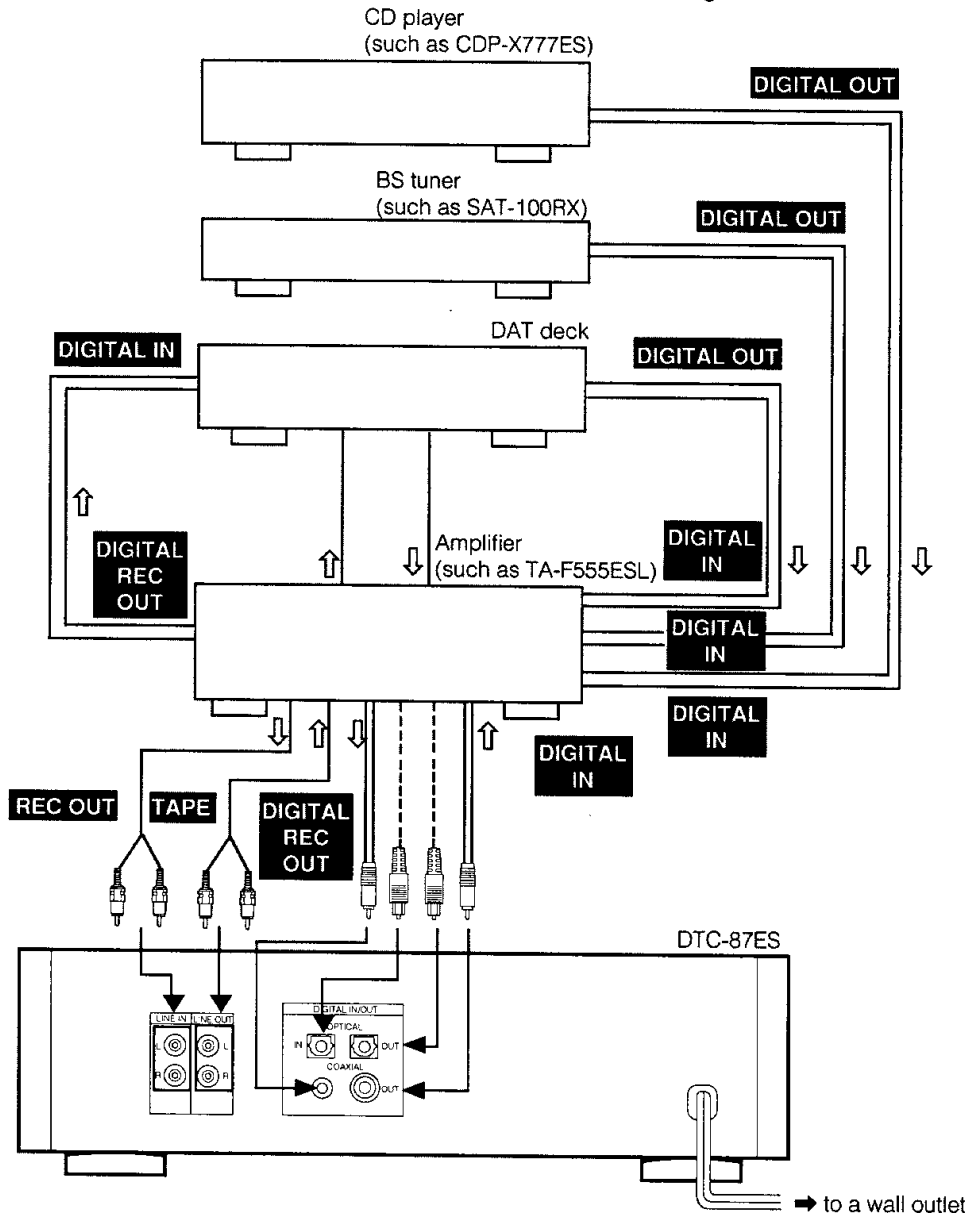 CD player
(such as CDP-X777ES)
DIGITAL OUT
BS tuner
(such as SAT-100RX)
DIGITAL OUT
DAT deck
DIGITAL IN
DIGITAL OUT
DIGITAL
REC
OUT
Amplifier
(such as TA-F555ESL)
DIGITAL
IN
DIGITAL
IN
DIGITAL
IN
DIGITAL
IN
REC OUT
TAPE
DIGITAL
REC
OUT
DTC-87ES
LINE IN
LINE OUT
L
L
R
R
DIGITAL IN/OUT
OPTICAL
IN
OUT
COAXIAL
OUT
to a wall outlet